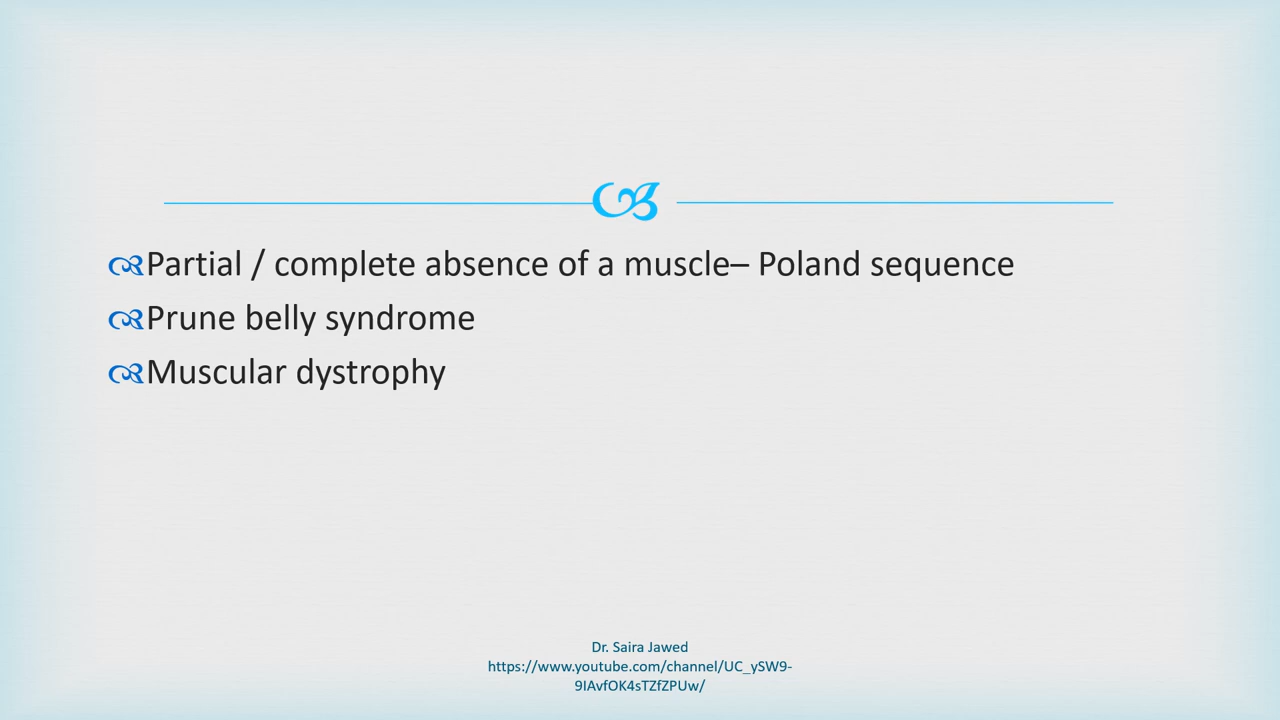 Partial / complete absence of a muscle– Poland sequence
Prune belly syndrome
Muscular dystrophy
Dr. Saira Jawed
https://www.youtube.com/channel/UC_ySW9-
9IAvfOK4sTZfZPUw/